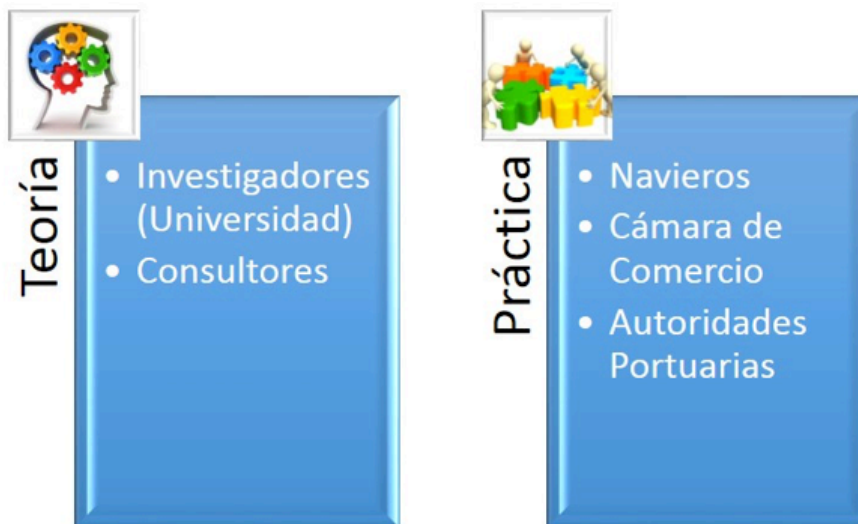 Teoría
• Investigadores
(Universidad)
• Consultores
Práctica
• Navieros
• Cámara de
Comercio
• Autoridades
Portuarias